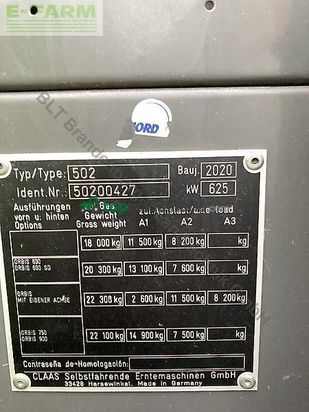 E-FARM
NORD
BLT Brandenburg GmbH
Typ/Type: 502 Bauj. 2020
Ident.Nr.: 50200427 kW 625
Ausführungen zul. Ges. zul. Achslast/axle load
vorn u. hinten Gewicht A1 A2 A3
Options Gross weight
18 000 kg 11 500 kg 8 200 kg kg
ORBIS 600
ORBIS 600 SD 20 300 kg 13 100 kg 7 600 kg kg
ORBIS
MIT EIGENER ACHSE 22 300 kg 2 600 kg 11 500 kg 8 200 kg
ORBIS 750
ORBIS 900 22 100 kg 14 900 kg 7 500 kg kg
Contraseña de-Homologación:
CLAAS Selbstfahrende Erntemaschinen GmbH
33428 Harsewinkel, Made in Germany